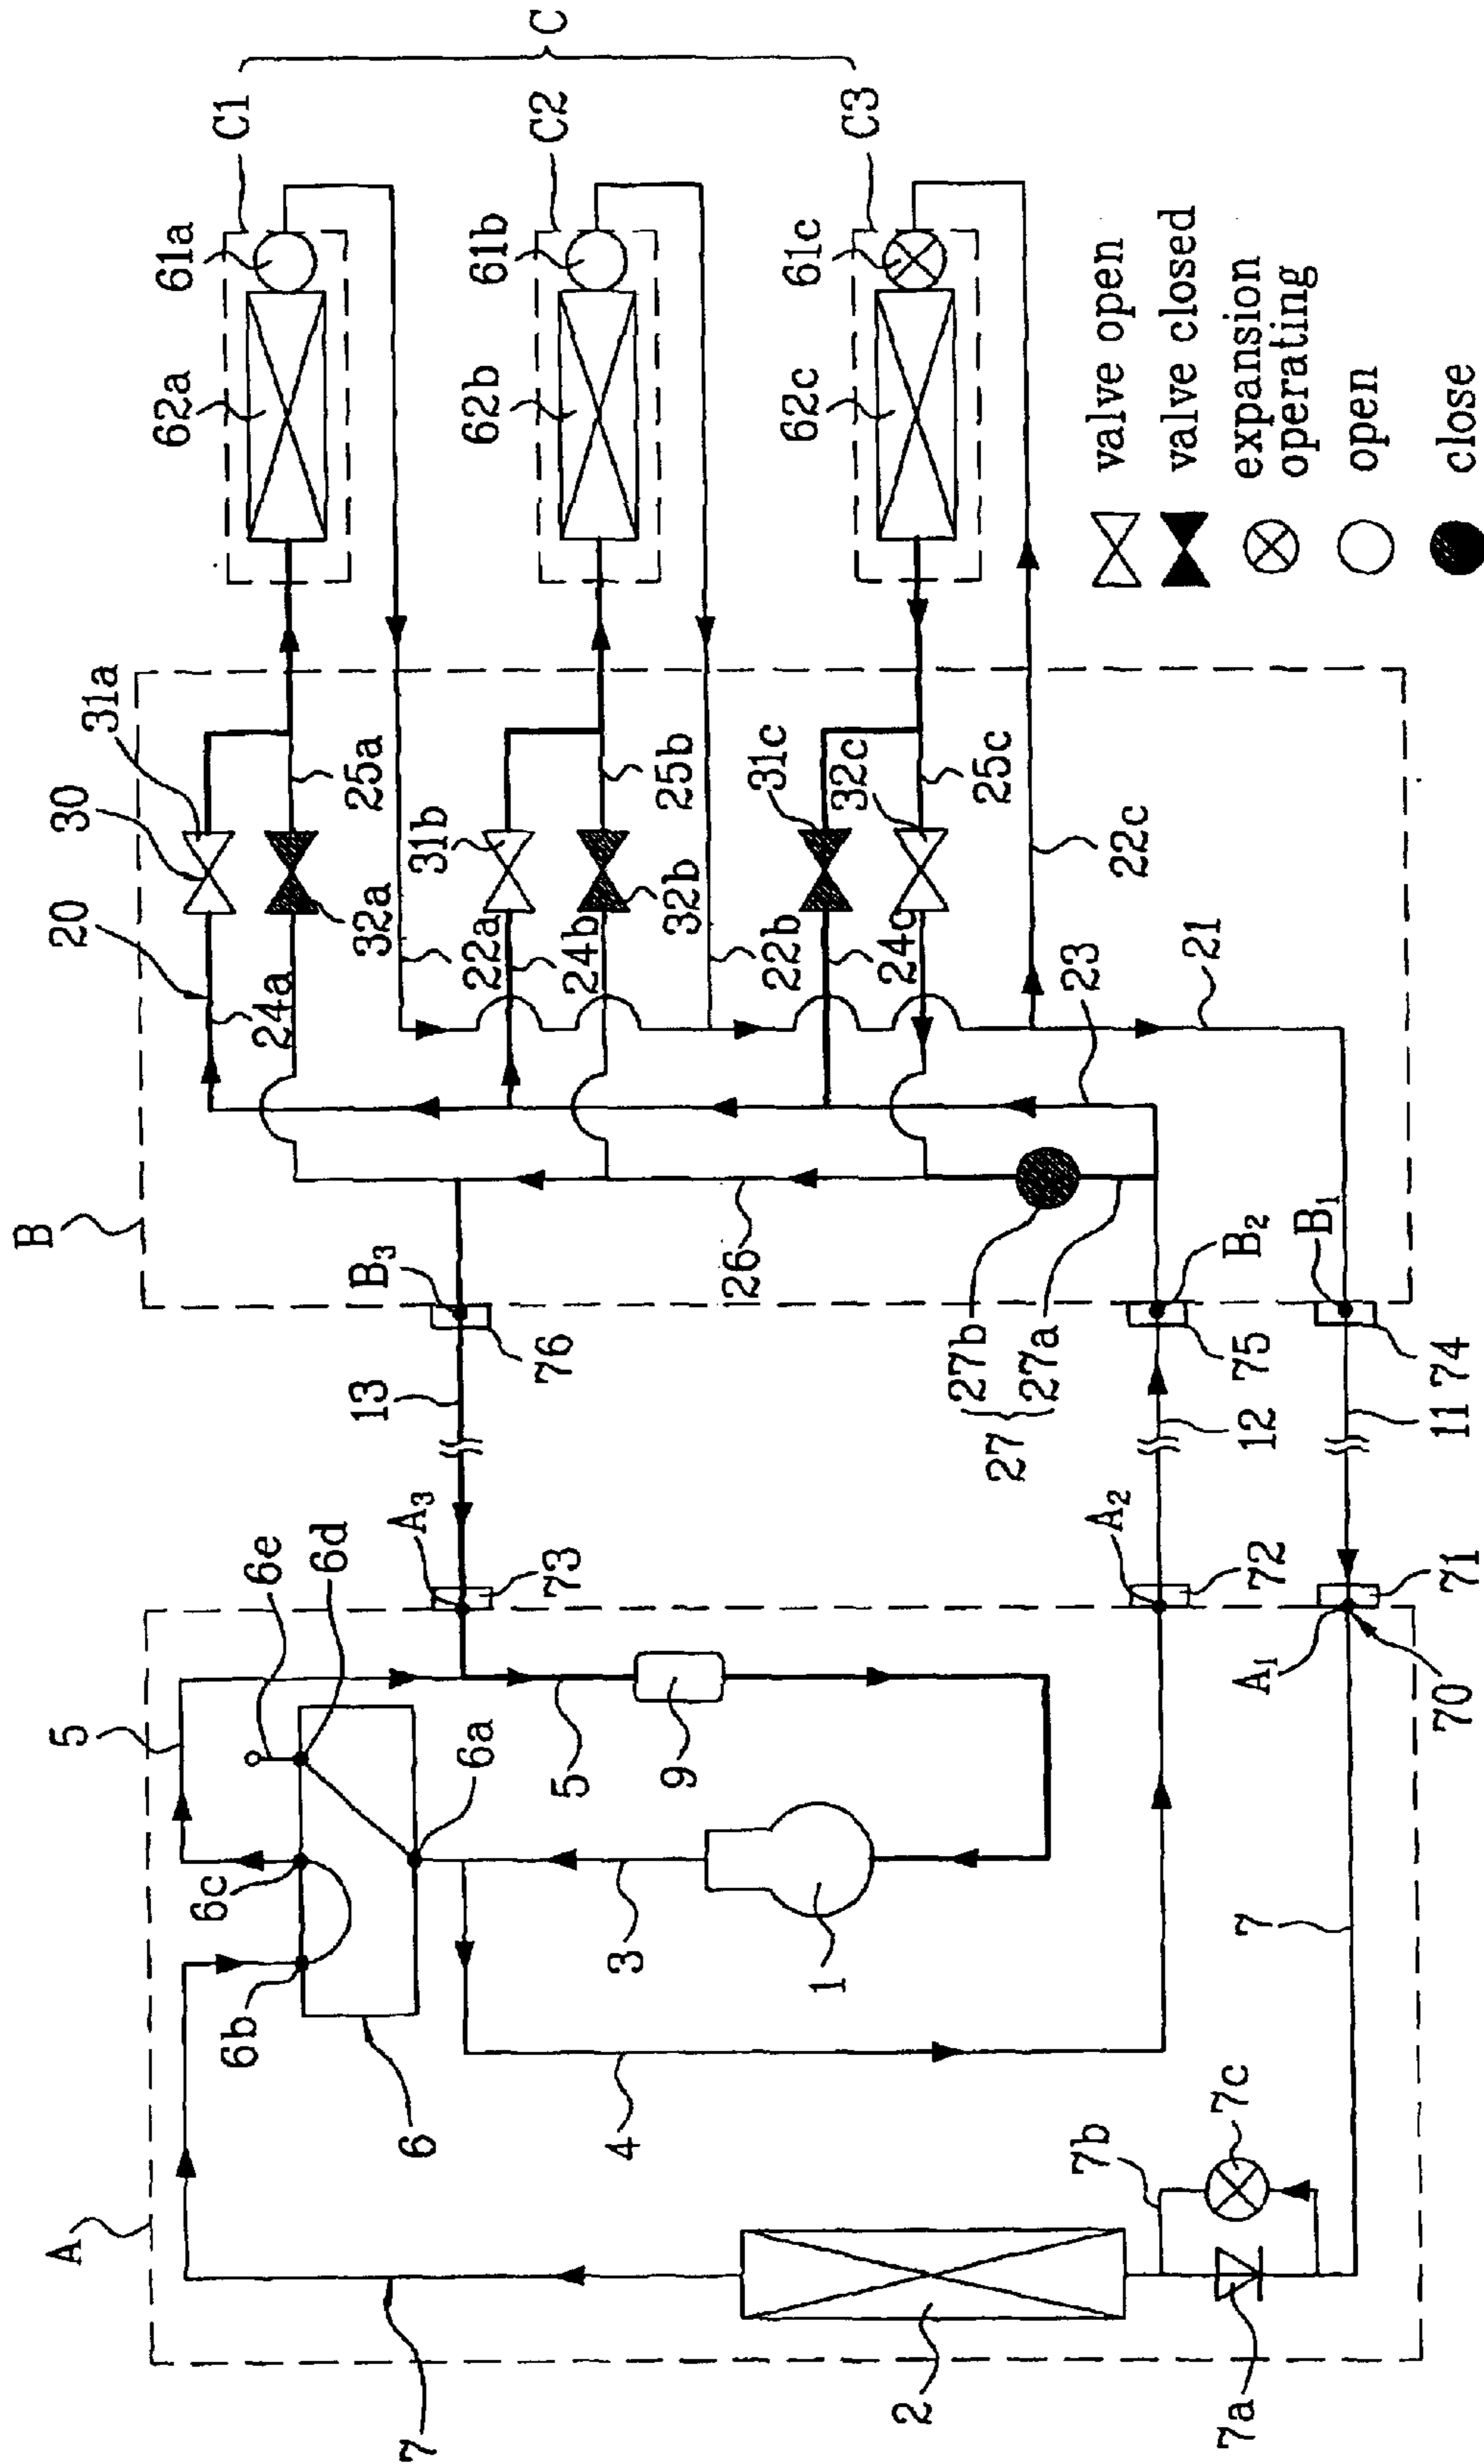 C
C1
C2
C3
61a
61b
61c
62a
62b
62c
valve open
valve closed
expansion
operating
open
close
B
20
30
31a
24a
32a
25a
22a
31b
24b
32b
25b
22b
31c
24c
32c
25c
22c
23
21
26
27
27b
27a
B3
B2
B1
76
75
74
13
12
11
A3
A2
A1
73
72
71
70
A
5
6e
6d
6c
6a
6b
6
5
9
3
1
4
7
2
7a
7b
7c
7